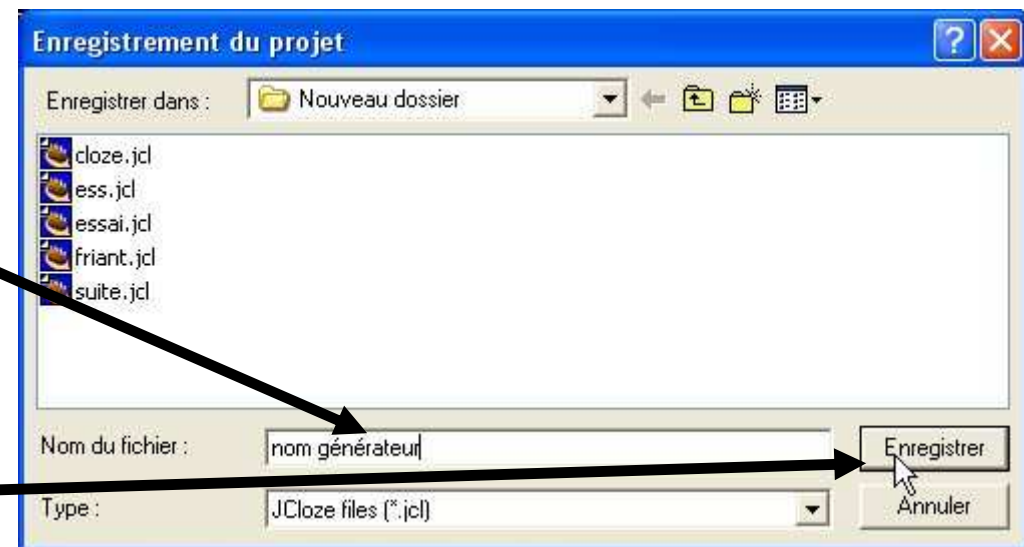 Enregistrement du projet
Enregistrer dans :
Nouveau dossier
cloze.jcl
ess.jcl
essai.jcl
friant.jcl
suite.jcl
Nom du fichier :
nom générateur
Enregistrer
Type :
JCloze files (*.jcl)
Annuler